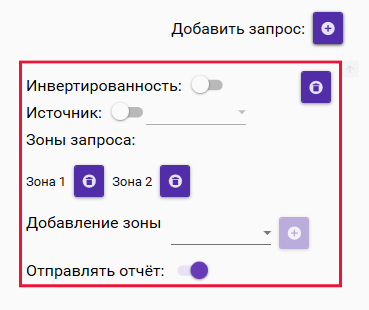 Добавить запрос:
Инвертированность:
Источник:
Зоны запроса:
Зона 1 Зона 2
Добавление зоны
Отправлять отчёт: